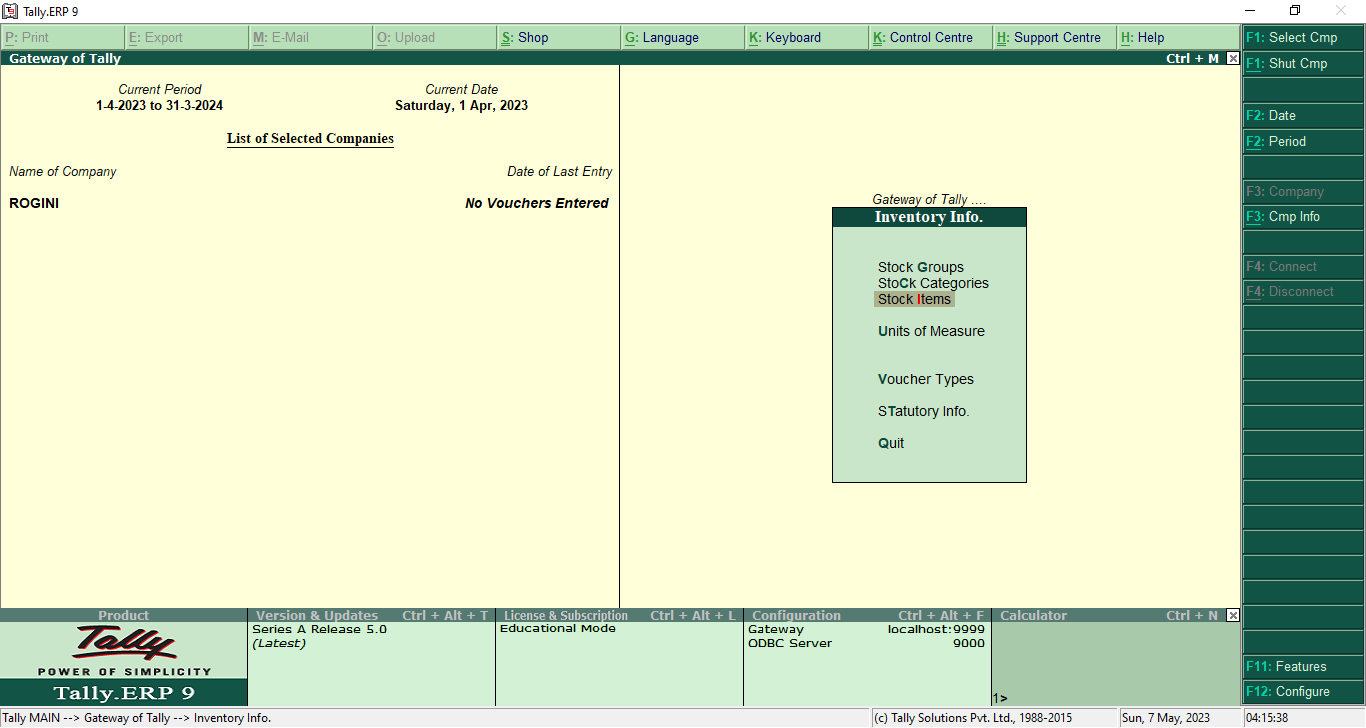 Tally.ERP 9
P: Print
E: Export
M: E-Mail
O: Upload
S: Shop
G: Language
K: Keyboard
K: Control Centre
H: Support Centre
H: Help
Gateway of Tally
Ctrl + M
Current Period
Current Date
1-4-2023 to 31-3-2024
Saturday, 1 Apr, 2023
List of Selected Companies
Name of Company
Date of Last Entry
ROGINI
No Vouchers Entered
Gateway of Tally ....
Inventory Info.
Stock Groups
StoCk Categories
Stock Items
Units of Measure
Voucher Types
STatutory Info.
Quit
F1: Select Cmp
F1: Shut Cmp
F2: Date
F2: Period
F3: Company
F3: Cmp Info
F4: Connect
F4: Disconnect
F11: Features
F12: Configure
Product
Tally
POWER OF SIMPLICITY
Tally.ERP 9
Version & Updates
Ctrl + Alt + T
Series A Release 5.0
(Latest)
License & Subscription
Ctrl + Alt + L
Educational Mode
Configuration
Ctrl + Alt + F
Gateway
localhost:9999
ODBC Server
9000
Calculator
Ctrl + N
1>
Tally MAIN --> Gateway of Tally --> Inventory Info.
(c) Tally Solutions Pvt. Ltd., 1988-2015
Sun, 7 May, 2023
04:15:38